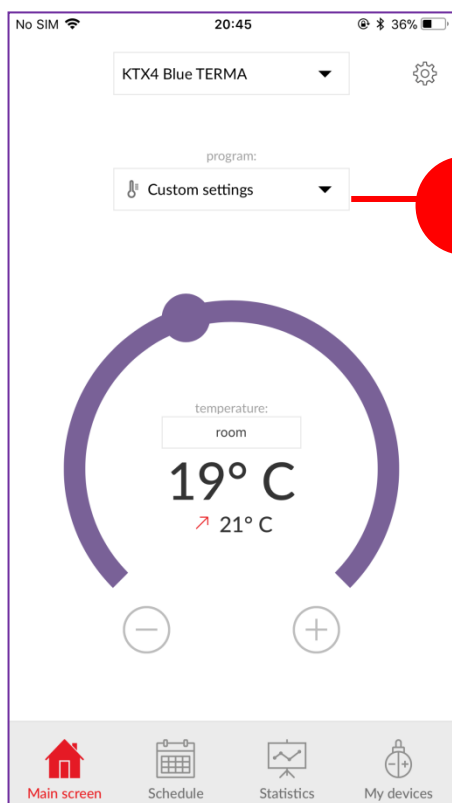 No SIM 20:45 36%
KTX4 Blue TERMA
program:
Custom settings
temperature:
room
19° C
21° C
Main screen Schedule Statistics My devices